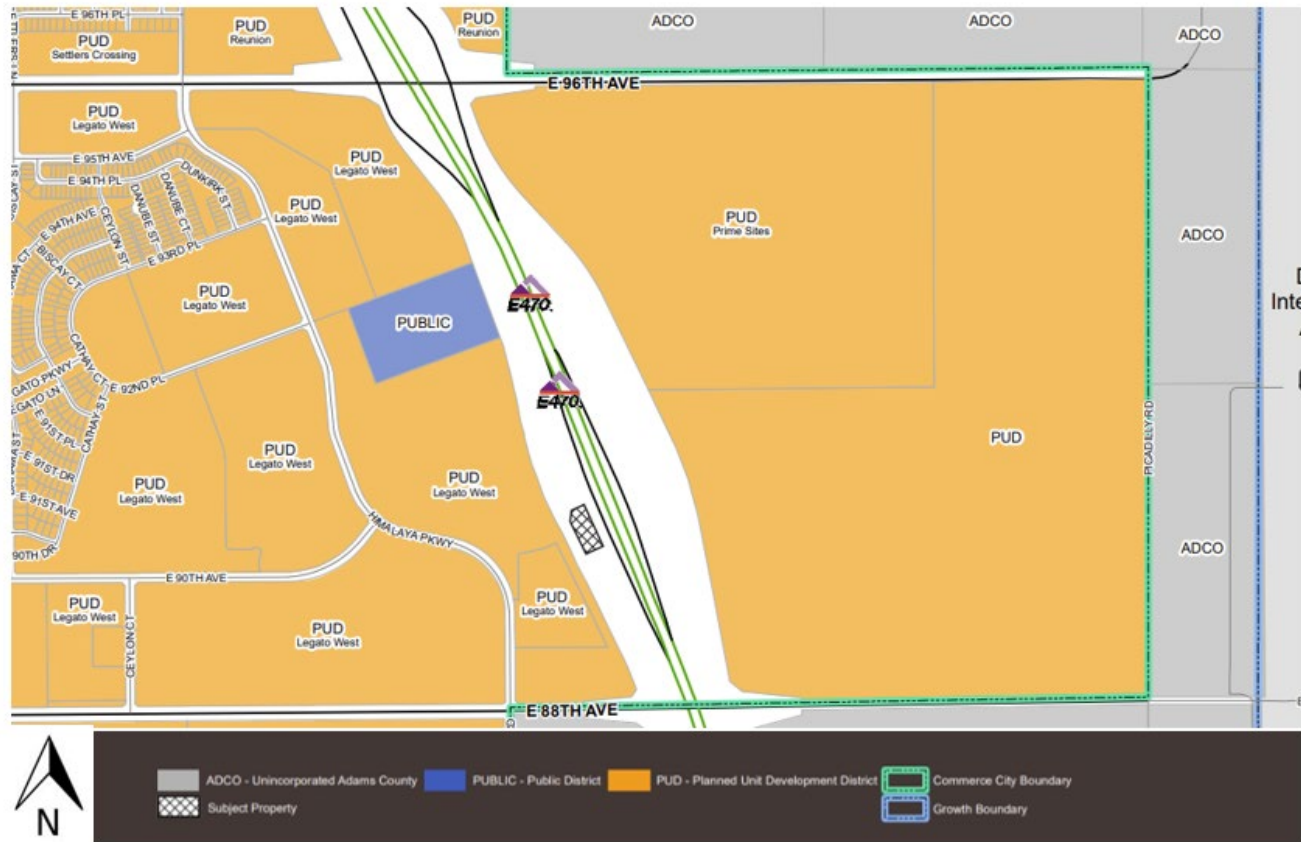 E 96TH PL
PUD
Settlers Crossing
PUD
Reunion
PUD
Reunion
ADCO
ADCO
ADCO
E 96TH AVE
PUD
Legato West
E 95TH AVE
E 94TH PL
DUNKIRK ST
DANUBE CT
DANUBE ST
CEYLON ST
E 94TH AVE
BISCAY CT
E 93RD PL
PUD
Legato West
PUD
Legato West
PUD
Prime Sites
ADCO
PUD
Legato West
PUBLIC
E470.
E470.
CATHAY CT
E 92ND PL
CATHAY ST
E 91ST PL
E 91ST DR
E 91ST AVE
90TH DR
PUD
Legato West
PUD
Legato West
PUD
Legato West
PUD
PICADILLY RD
ADCO
HIMALAYA PKWY
E 90TH AVE
PUD
Legato West
CEYLON CT
PUD
Legato West
PUD
Legato West
E 88TH AVE
N
ADCO - Unincorporated Adams County
PUBLIC - Public District
PUD - Planned Unit Development District
Commerce City Boundary
Subject Property
Growth Boundary